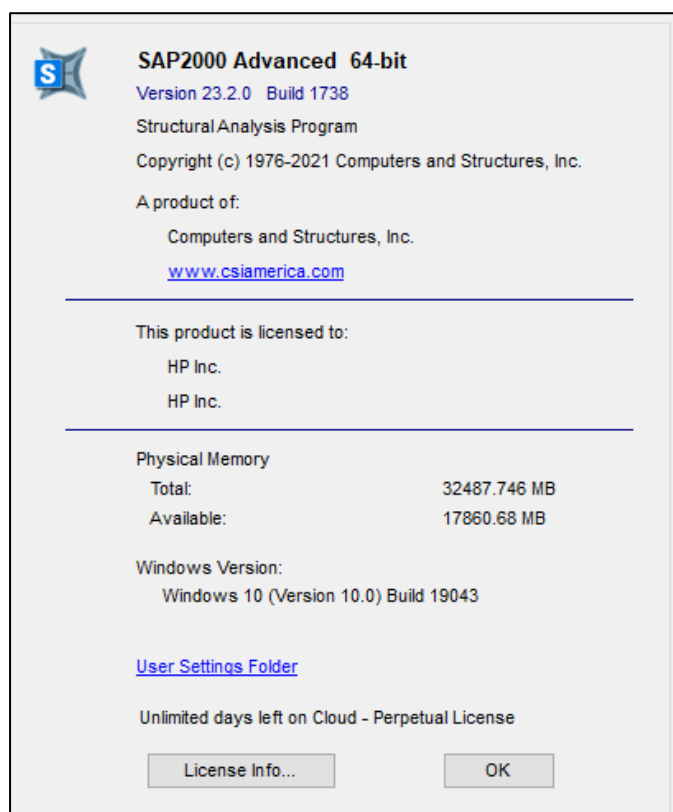 S
SAP2000 Advanced 64-bit
Version 23.2.0 Build 1738
Structural Analysis Program
Copyright (c) 1976-2021 Computers and Structures, Inc.
A product of:
Computers and Structures, Inc.
www.csiamerica.com
This product is licensed to:
HP Inc.
HP Inc.
Physical Memory
Total: 32487.746 MB
Available: 17860.68 MB
Windows Version:
Windows 10 (Version 10.0) Build 19043
User Settings Folder
Unlimited days left on Cloud - Perpetual License
License Info... OK